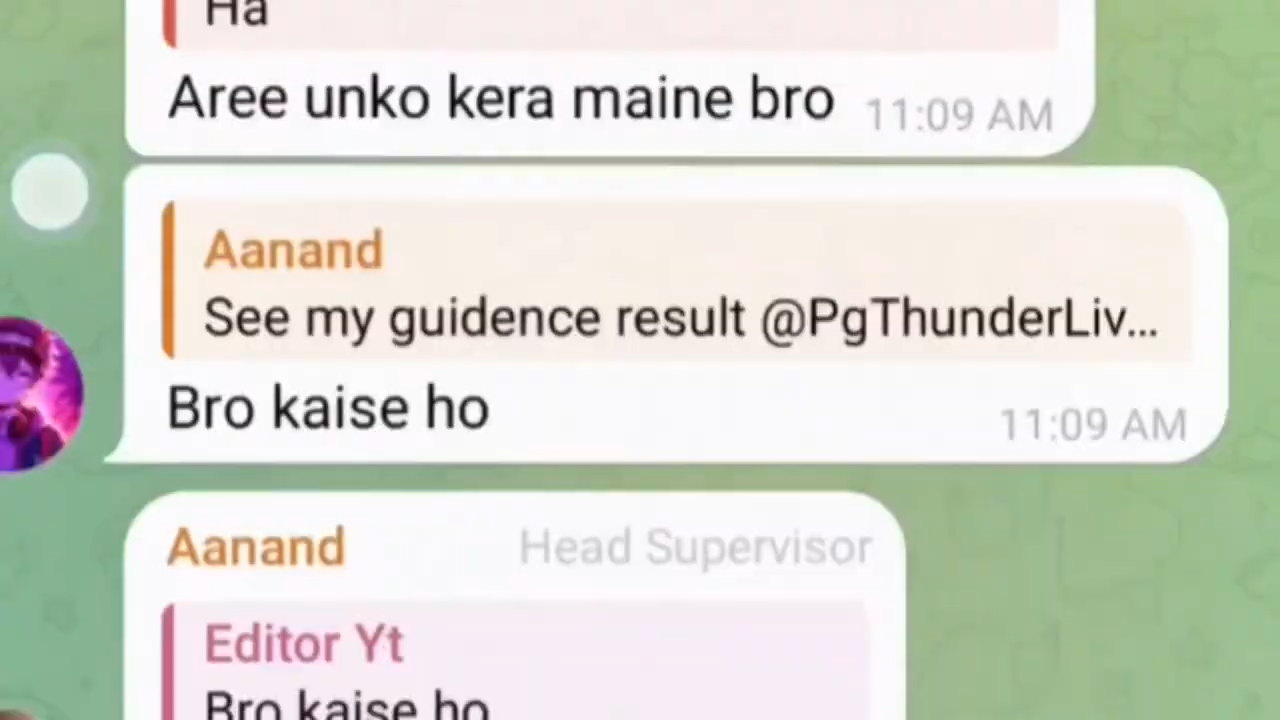 Ha
Aree unko kera maine bro 11:09 AM
Aanand
See my guidence result @PgThunderLiv...
Bro kaise ho
11:09 AM
Aanand Head Supervisor
Editor Yt
Bro kaise ho